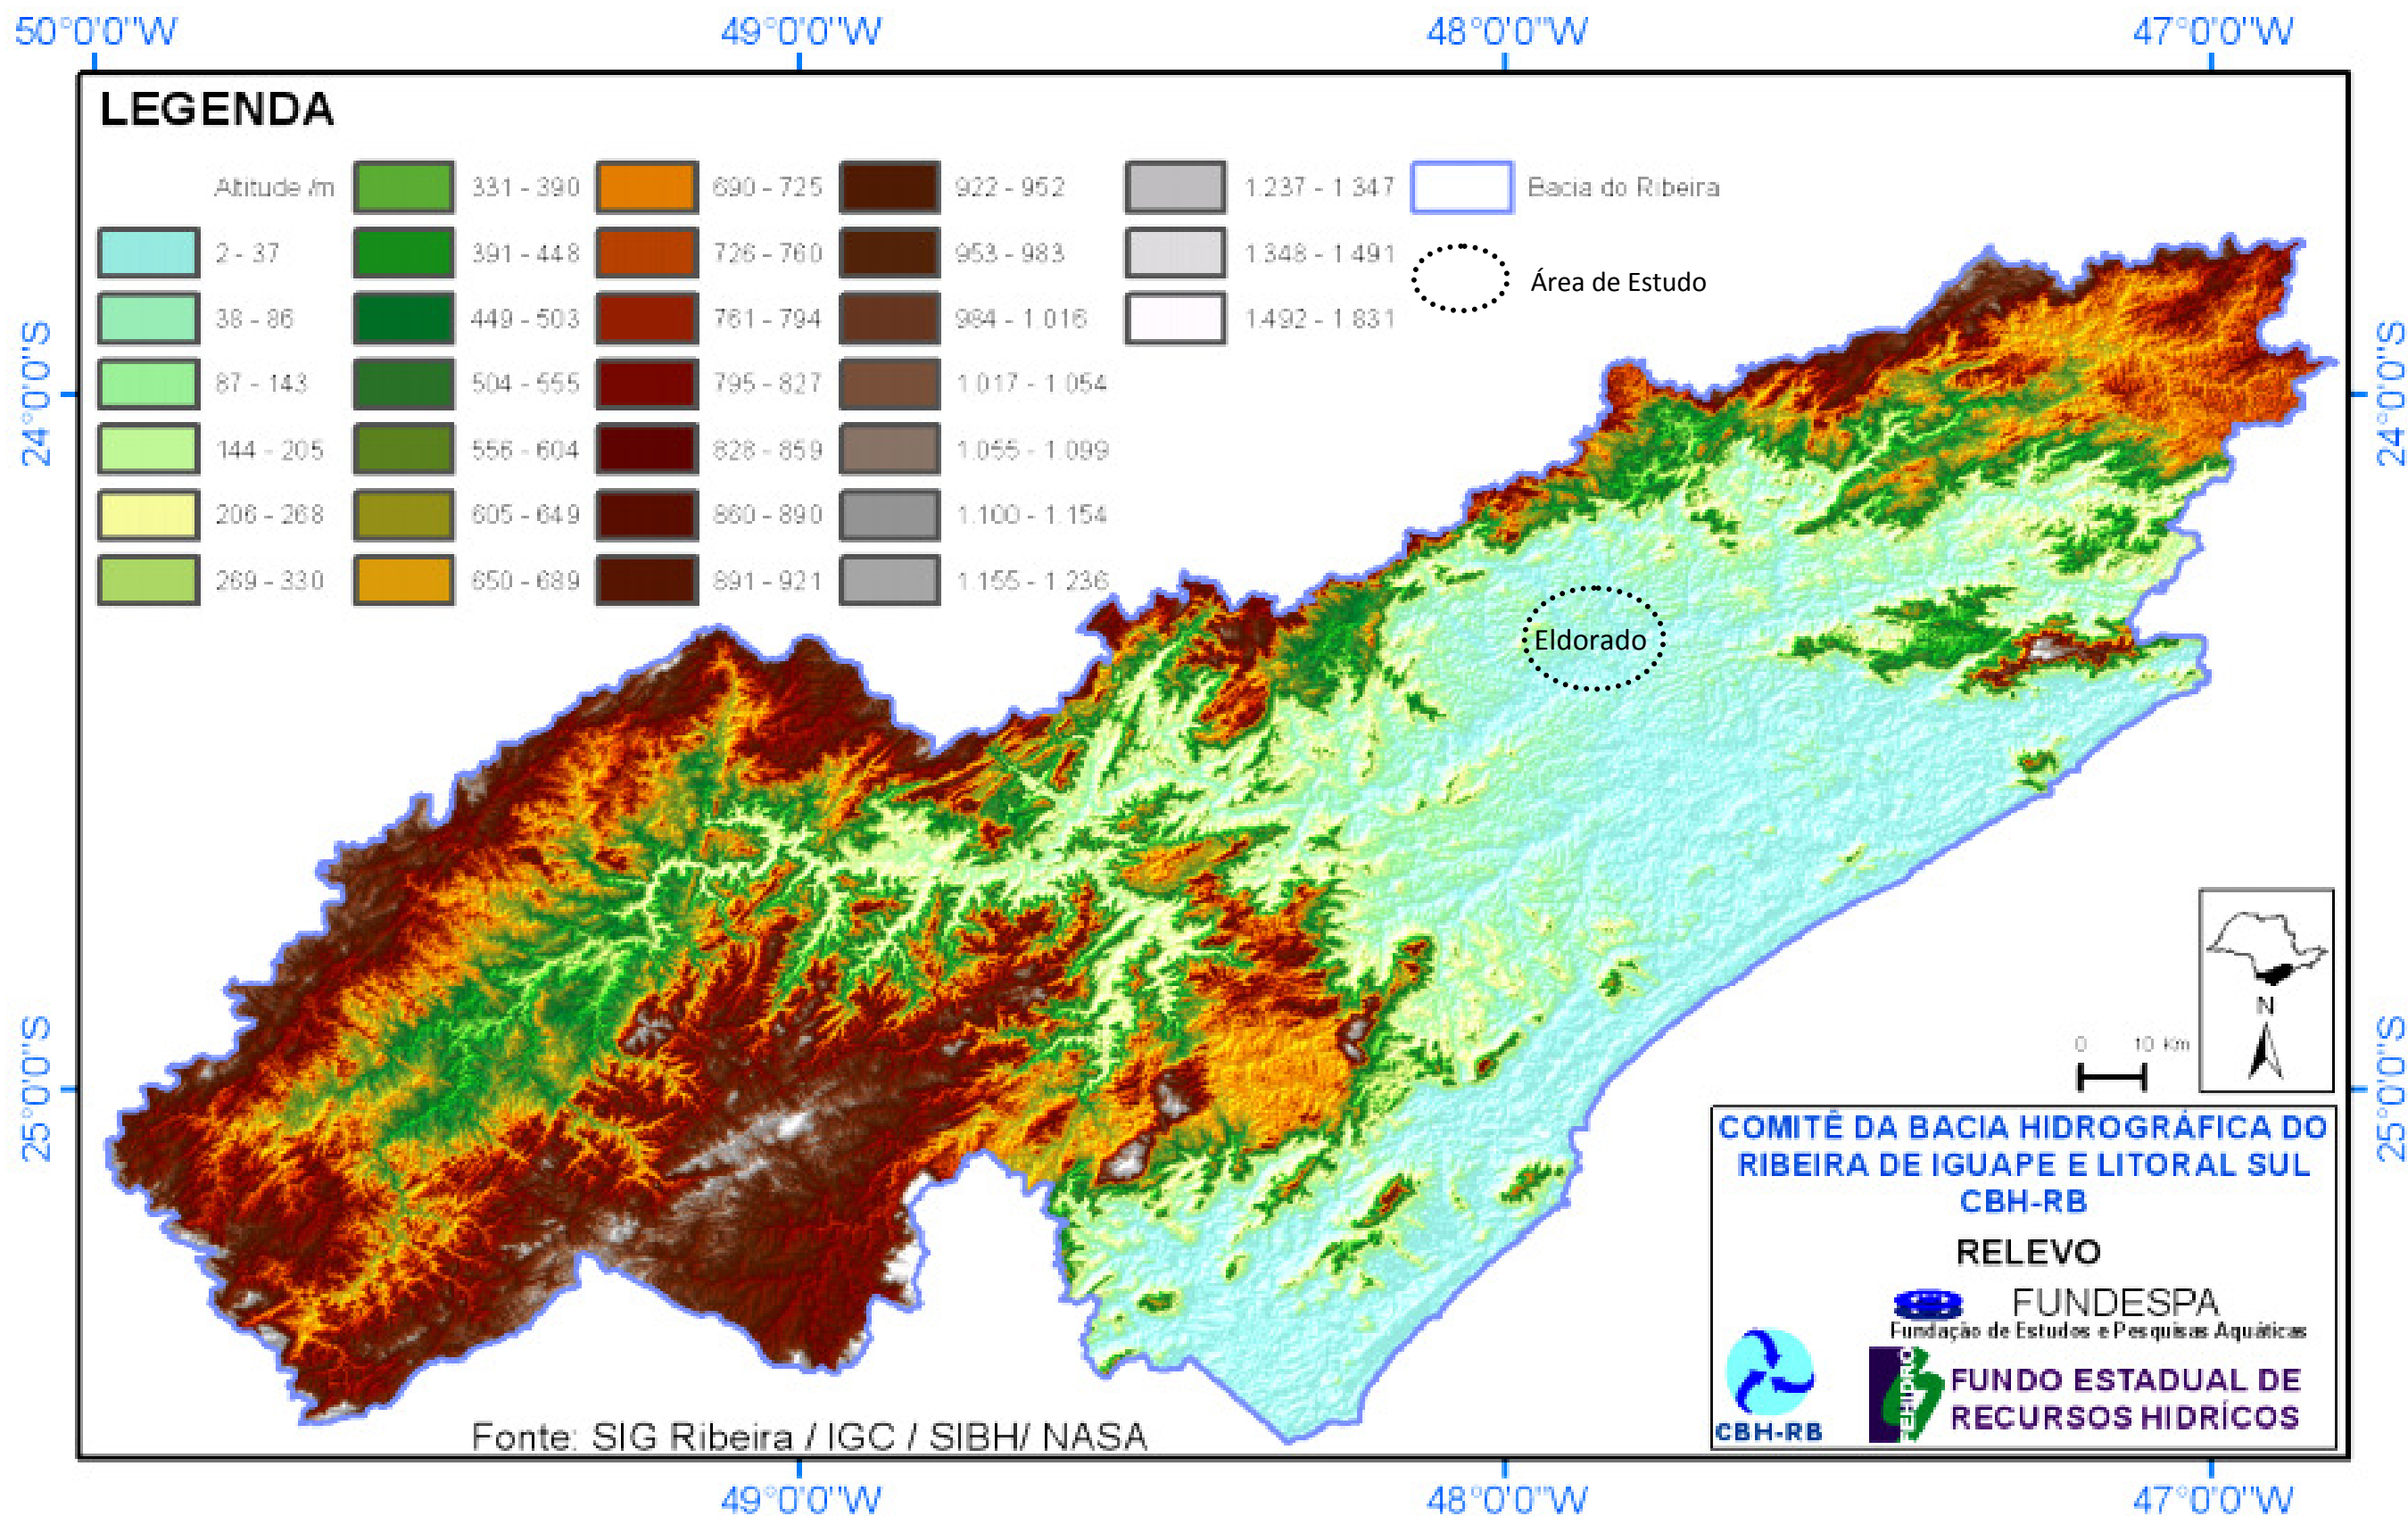 50°0'0"W
49°0'0"W
48°0'0"W
47°0'0"W
LEGENDA
Altitude /m
2 - 37
38 - 86
87 - 143
144 - 205
206 - 268
269 - 330
331 - 390
391 - 448
449 - 503
504 - 555
556 - 604
605 - 649
650 - 689
690 - 725
726 - 760
761 - 794
795 - 827
828 - 859
860 - 890
891 - 921
922 - 952
953 - 983
984 - 1.016
1.017 - 1.054
1.055 - 1.099
1.100 - 1.154
1.155 - 1.236
1.237 - 1.347
1.348 - 1.491
1.492 - 1.831
Bacia do Ribeira
Área de Estudo
24°0'0"S
24°0'0"S
Eldorado
25°0'0"S
25°0'0"S
N
0 10 Km
COMITÊ DA BACIA HIDROGRÁFICA DO
RIBEIRA DE IGUAPE E LITORAL SUL
CBH-RB
RELEVO
FUNDESPA
Fundação de Estudos e Pesquisas Aquáticas
CBH-RB
FEHIDRO
FUNDO ESTADUAL DE
RECURSOS HIDRÍCOS
Fonte: SIG Ribeira / IGC / SIBH/ NASA
49°0'0"W
48°0'0"W
47°0'0"W